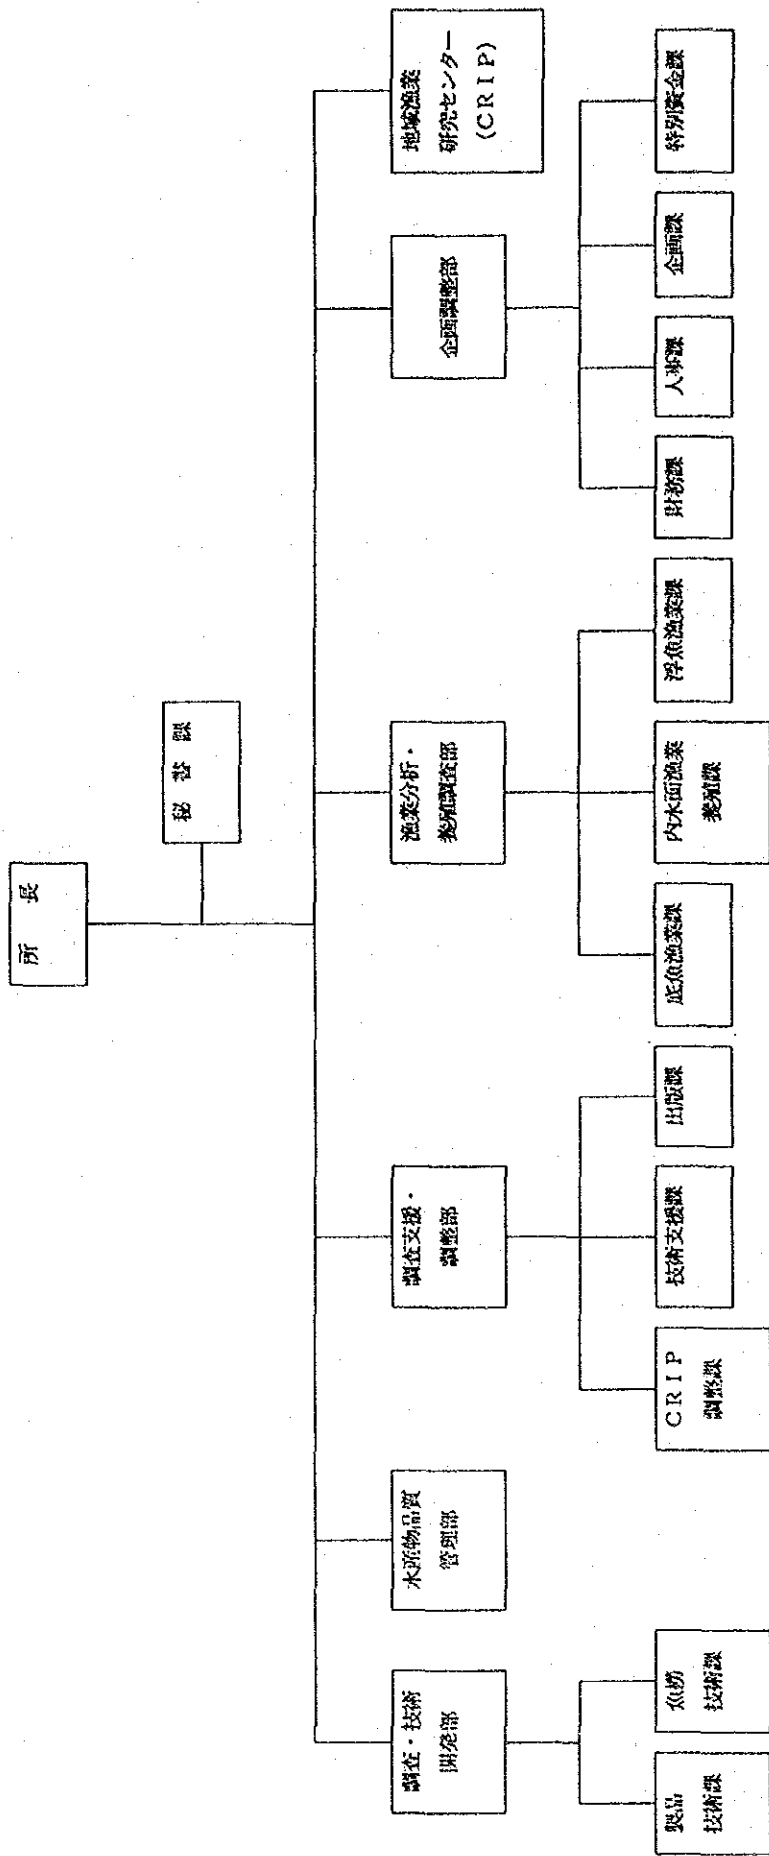 所長
秘書課
調査・技術
開発部
水産物品質
管理部
調査支援・
調整部
漁業分析・
養殖調査部
企画調整部
地域漁業
研究センター
(CRIP)
製品
技術課
魚撈
技術課
CRIP
調整課
技術支援課
出版課
底魚漁業課
内水面漁業
養殖課
浮魚漁業課
財務課
人事課
企画課
特別資金課